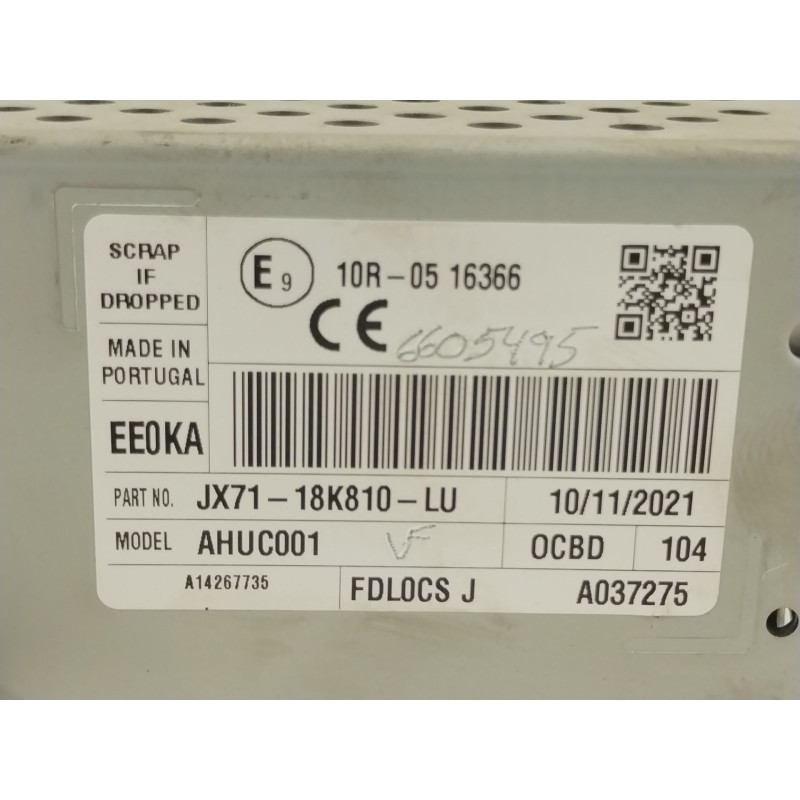 SCRAP
IF
DROPPED
E9 10R-05 16366
CE 6605495
MADE IN
PORTUGAL
EE0KA
PART NO. JX71-18K810-LU 10/11/2021
MODEL AHUC001 VF OCBD 104
A14267735 FDL0CS J A037275